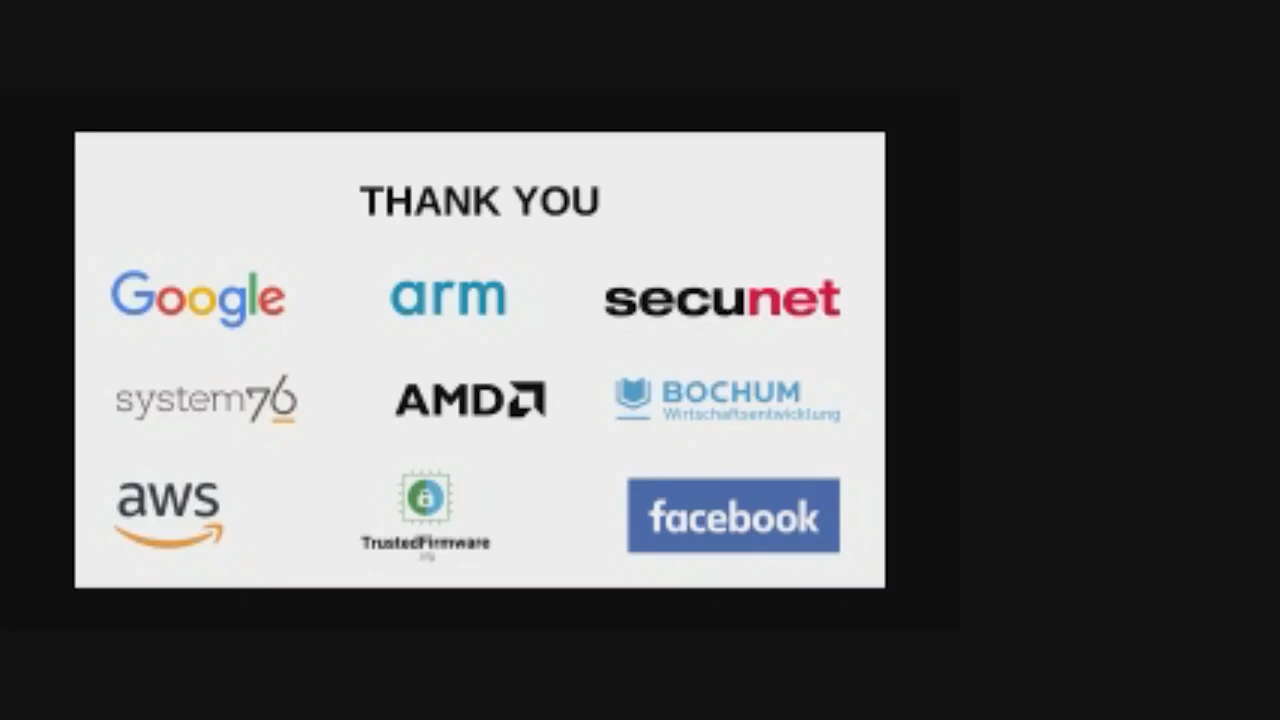 THANK YOU
Google
arm
secunet
system76
AMD
BOCHUM
Wirtschaftsentwicklung
aws
TrustedFirmware
facebook